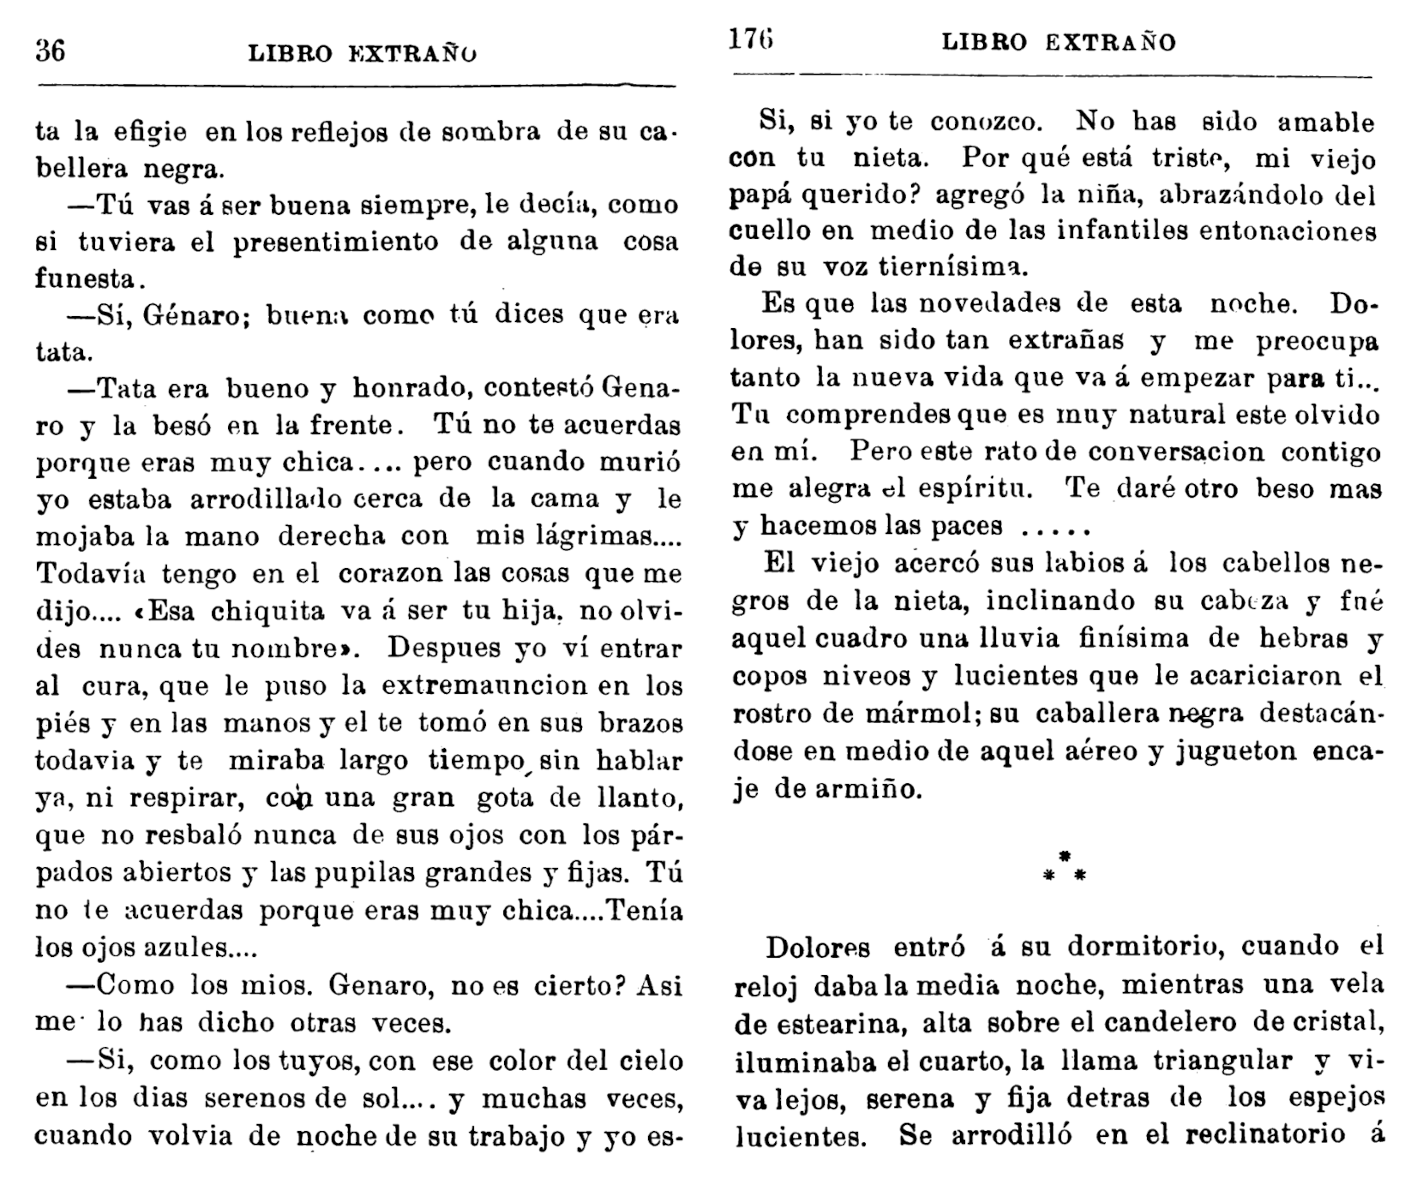 36 LIBRO EXTRAÑO
ta la efigie en los reflejos de sombra de su ca-
bellera negra.
—Tú vas á ser buena siempre, le decía, como
si tuviera el presentimiento de alguna cosa
funesta.
—Sí, Génaro; buena como tú dices que era
tata.
—Tata era bueno y honrado, contestó Gena-
ro y la besó en la frente. Tú no te acuerdas
porque eras muy chica.... pero cuando murió
yo estaba arrodillado cerca de la cama y le
mojaba la mano derecha con mis lágrimas....
Todavía tengo en el corazon las cosas que me
dijo.... «Esa chiquita va á ser tu hija, no olvi-
des nunca tu nombre». Despues yo ví entrar
al cura, que le puso la extremauncion en los
piés y en las manos y el te tomó en sus brazos
todavia y te miraba largo tiempo, sin hablar
ya, ni respirar, con una gran gota de llanto,
que no resbaló nunca de sus ojos con los pár-
pados abiertos y las pupilas grandes y fijas. Tú
no te acuerdas porque eras muy chica....Tenía
los ojos azules....
—Como los mios. Genaro, no es cierto? Asi
me lo has dicho otras veces.
—Si, como los tuyos, con ese color del cielo
en los dias serenos de sol.... y muchas veces,
cuando volvia de noche de su trabajo y yo es-
176 LIBRO EXTRAÑO
Si, si yo te conozco. No has sido amable
con tu nieta. Por qué está triste, mi viejo
papá querido? agregó la niña, abrazándolo del
cuello en medio de las infantiles entonaciones
de su voz tiernísima.
Es que las novedades de esta noche. Do-
lores, han sido tan extrañas y me preocupa
tanto la nueva vida que va á empezar para ti...
Tu comprendes que es muy natural este olvido
en mí. Pero este rato de conversacion contigo
me alegra el espíritu. Te daré otro beso mas
y hacemos las paces .....
El viejo acercó sus labios á los cabellos ne-
gros de la nieta, inclinando su cabeza y fué
aquel cuadro una lluvia finísima de hebras y
copos niveos y lucientes que le acariciaron el
rostro de mármol; su caballera negra destacán-
dose en medio de aquel aéreo y jugueton enca-
je de armiño.
*
* *
Dolores entró á su dormitorio, cuando el
reloj daba la media noche, mientras una vela
de estearina, alta sobre el candelero de cristal,
iluminaba el cuarto, la llama triangular y vi-
va lejos, serena y fija detras de los espejos
lucientes. Se arrodilló en el reclinatorio á